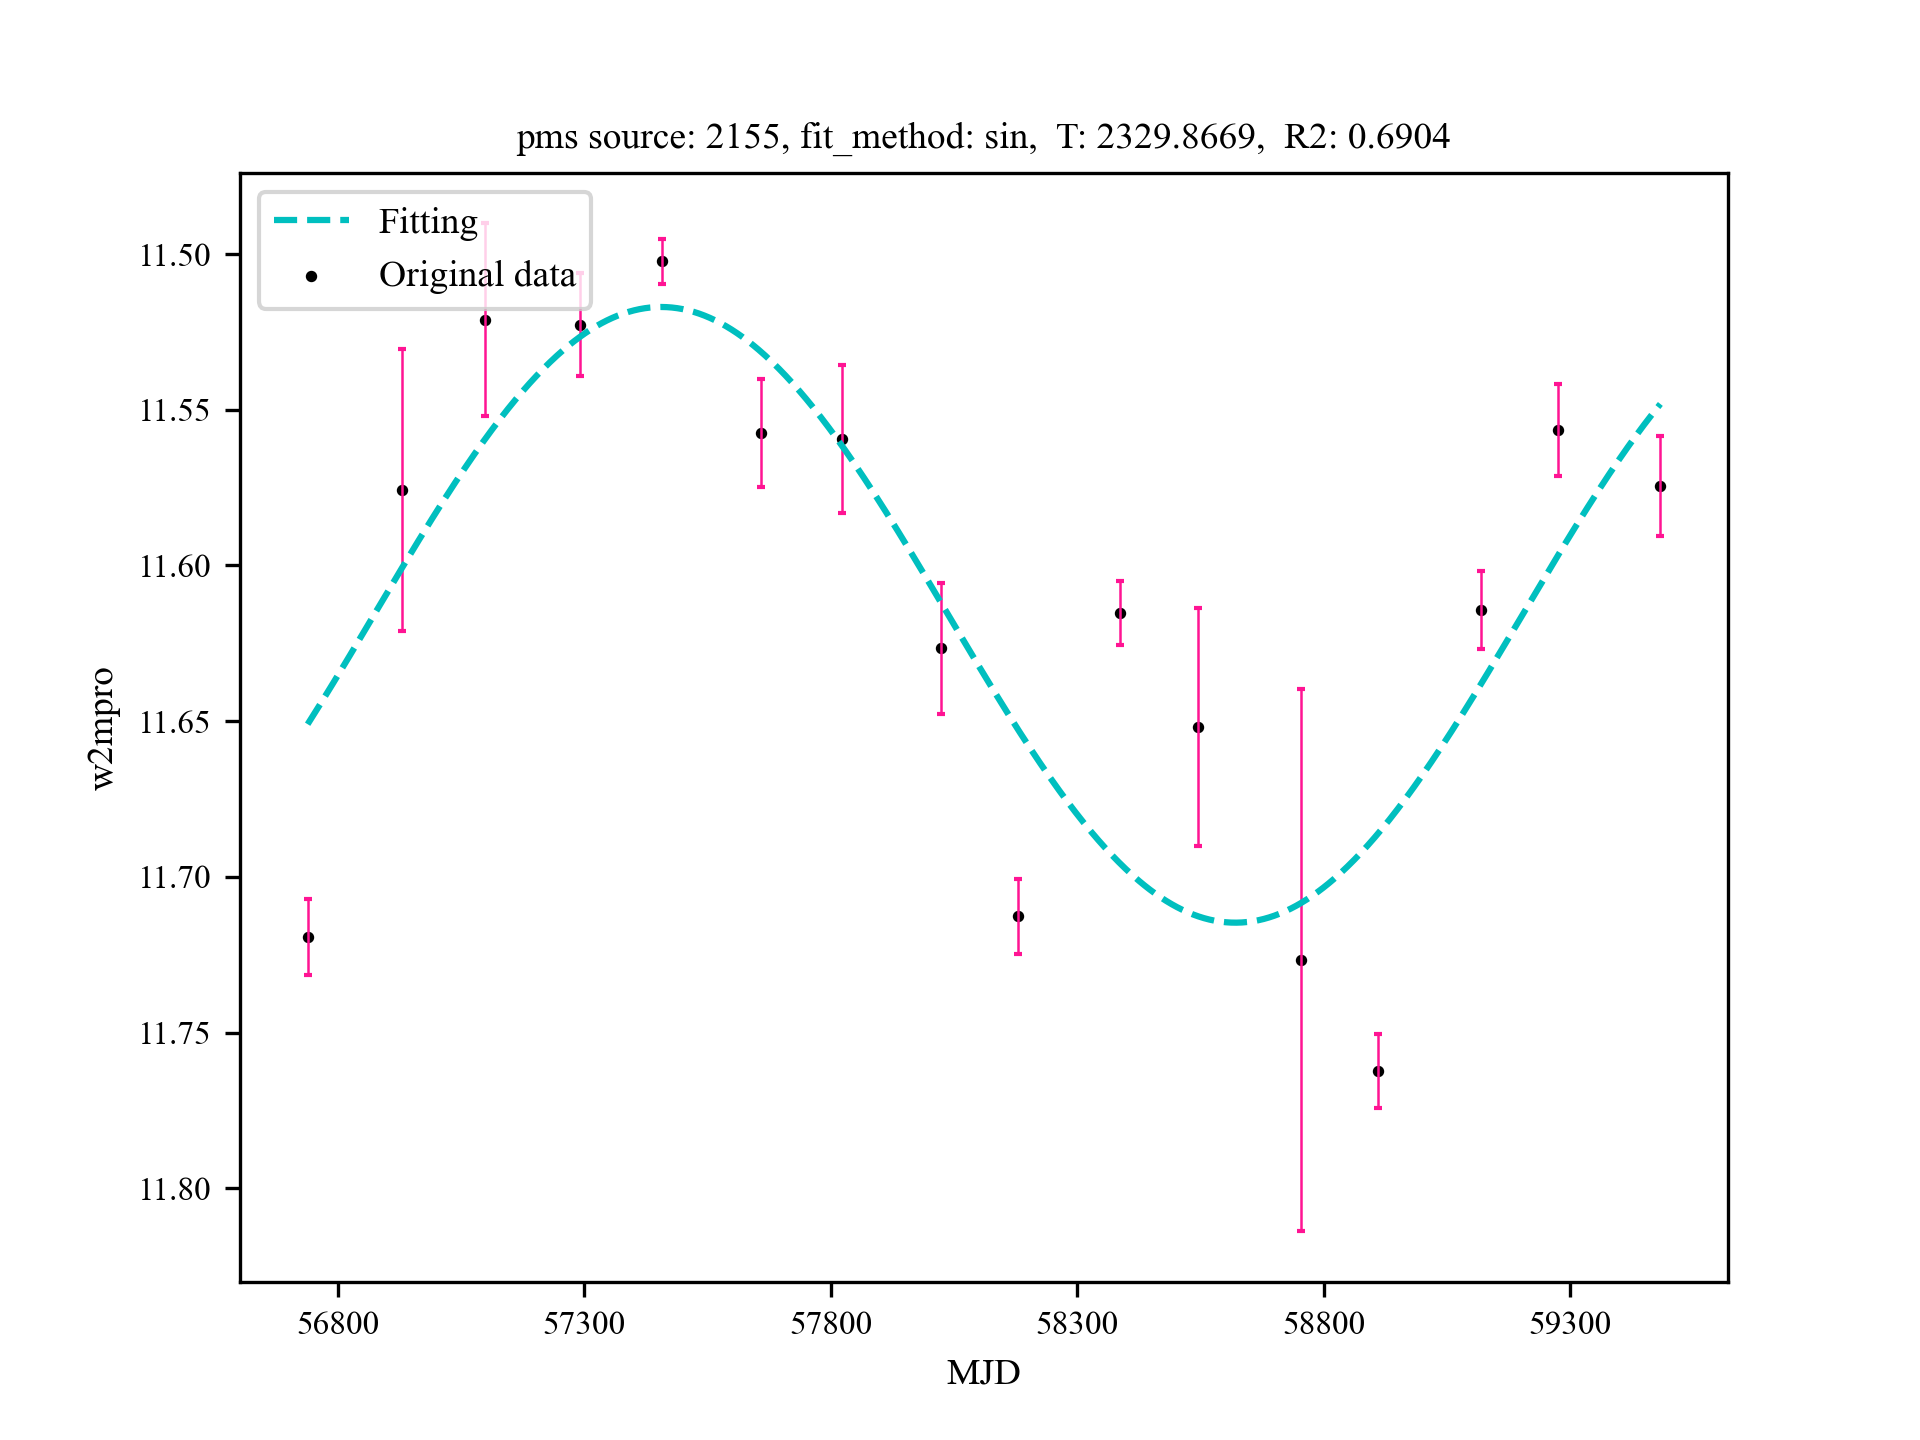 pms source: 2155, fit_method: sin,  T: 2329.8669,  R2: 0.6904
Fitting
Original data
11.50
11.55
11.60
11.65
11.70
11.75
11.80
w2mpro
56800 57300 57800 58300 58800 59300
MJD